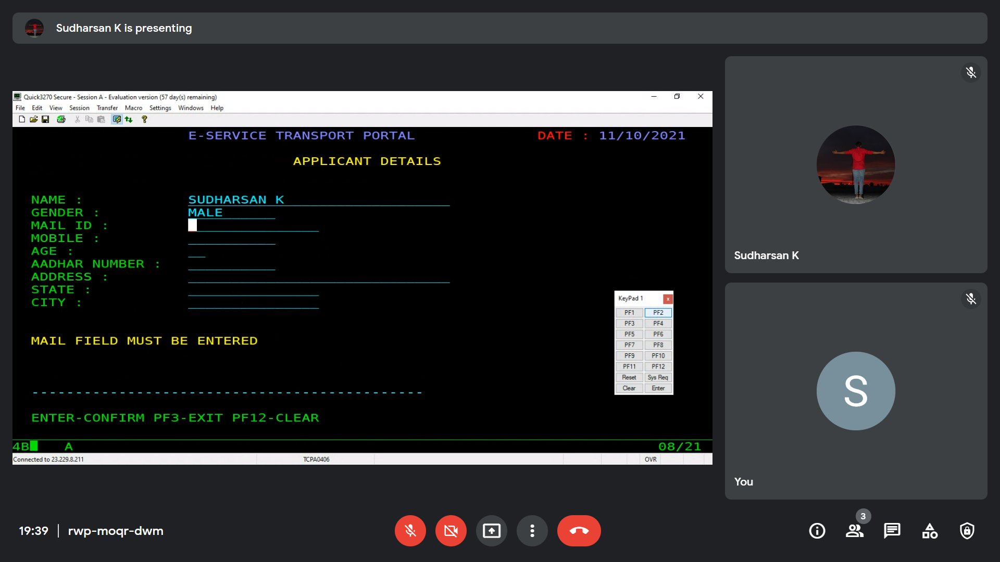 Sudharsan K is presenting
Quick3270 Secure - Session A - Evaluation version (57 day(s) remaining)
File Edit View Session Transfer Macro Settings Windows Help
E-SERVICE TRANSPORT PORTAL DATE : 11/10/2021
APPLICANT DETAILS
NAME : SUDHARSAN K
GENDER : MALE
MAIL ID :
MOBILE :
AGE :
AADHAR NUMBER :
ADDRESS :
STATE :
CITY :
MAIL FIELD MUST BE ENTERED
ENTER-CONFIRM PF3-EXIT PF12-CLEAR
4B A 08/21
Connected to 23.229.8.211 TCPA0406 OVR
KeyPad 1 x
PF1 PF2
PF3 PF4
PF5 PF6
PF7 PF8
PF9 PF10
PF11 PF12
Reset Sys Req
Clear Enter
Sudharsan K
S
You
19:39 rwp-moqr-dwm
3